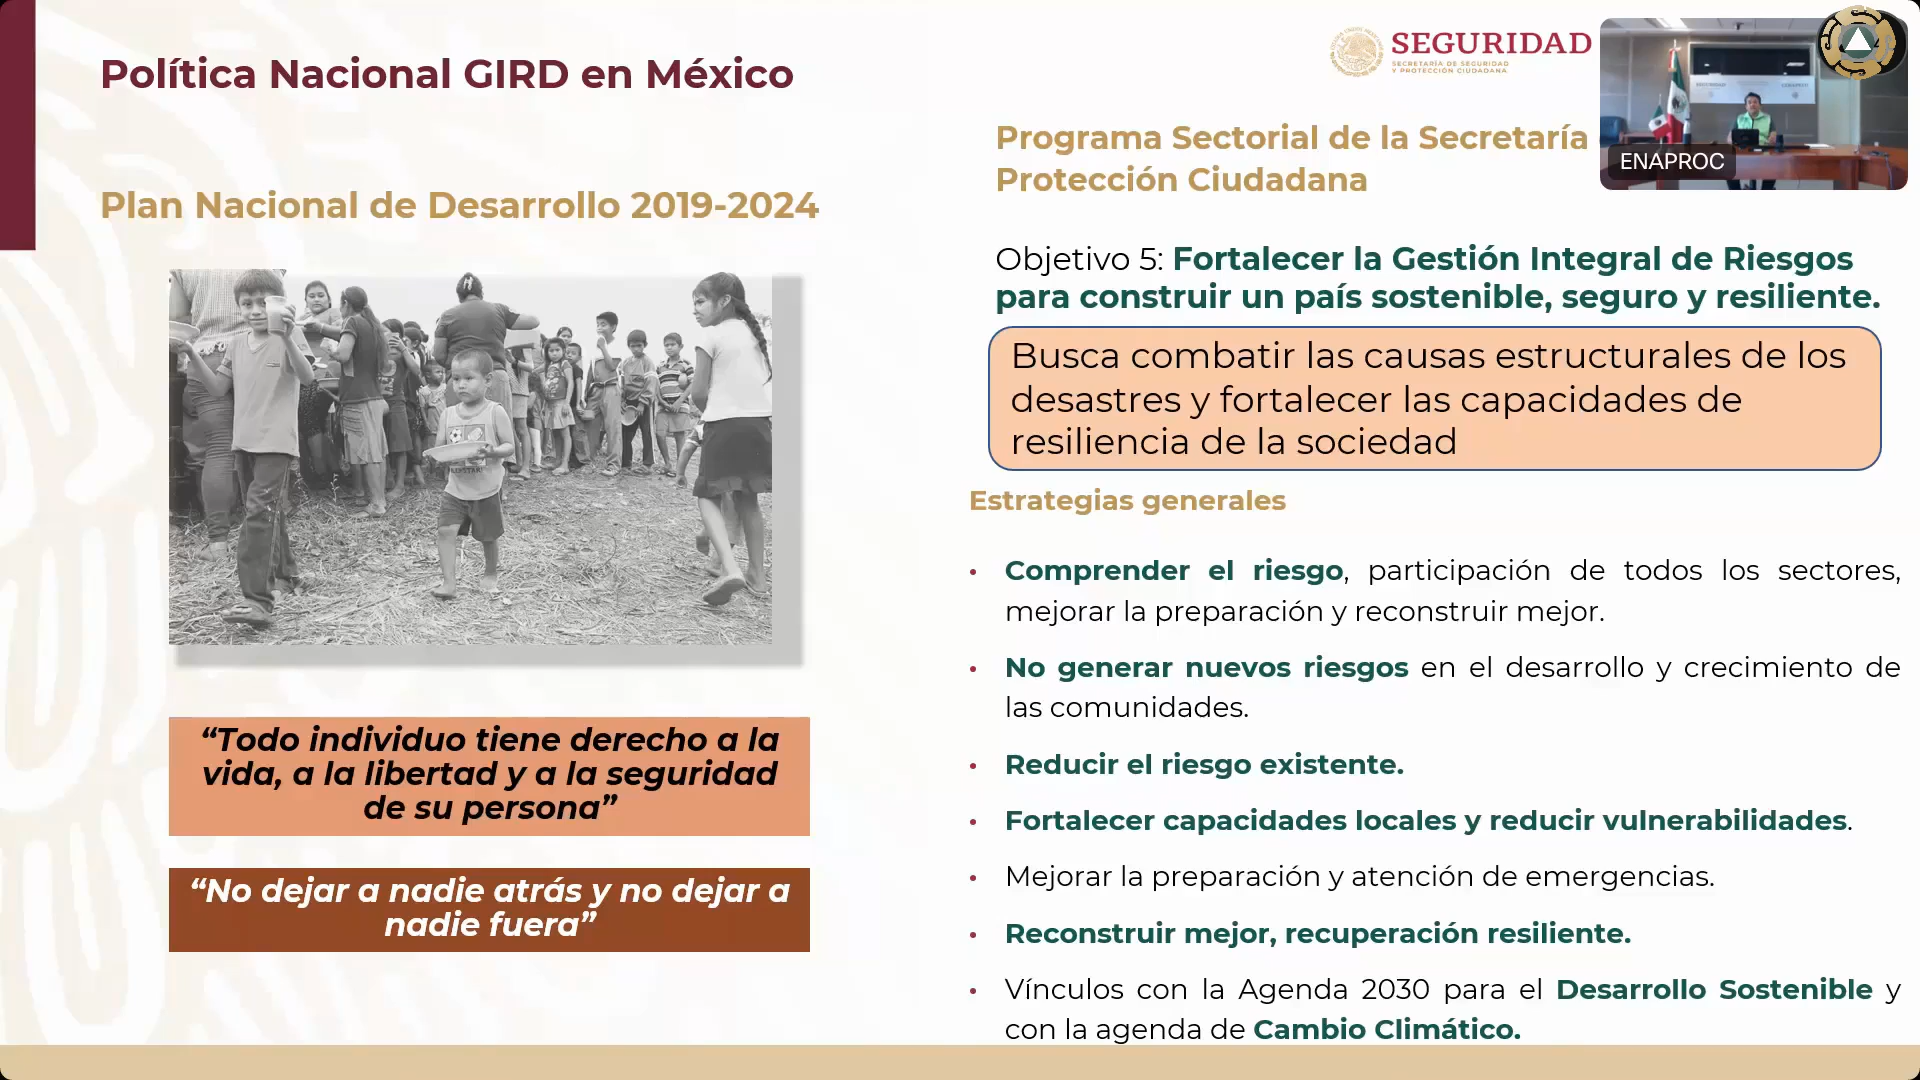 Política Nacional GIRD en México
Plan Nacional de Desarrollo 2019-2024
“Todo individuo tiene derecho a la
vida, a la libertad y a la seguridad
de su persona”
“No dejar a nadie atrás y no dejar a
nadie fuera”
SEGURIDAD
SECRETARÍA DE SEGURIDAD
Y PROTECCIÓN CIUDADANA
ENAPROC
Programa Sectorial de la Secretaría
Protección Ciudadana
Objetivo 5: Fortalecer la Gestión Integral de Riesgos
para construir un país sostenible, seguro y resiliente.
Busca combatir las causas estructurales de los
desastres y fortalecer las capacidades de
resiliencia de la sociedad
Estrategias generales
• Comprender el riesgo, participación de todos los sectores,
mejorar la preparación y reconstruir mejor.
• No generar nuevos riesgos en el desarrollo y crecimiento de
las comunidades.
• Reducir el riesgo existente.
• Fortalecer capacidades locales y reducir vulnerabilidades.
• Mejorar la preparación y atención de emergencias.
• Reconstruir mejor, recuperación resiliente.
• Vínculos con la Agenda 2030 para el Desarrollo Sostenible y
con la agenda de Cambio Climático.